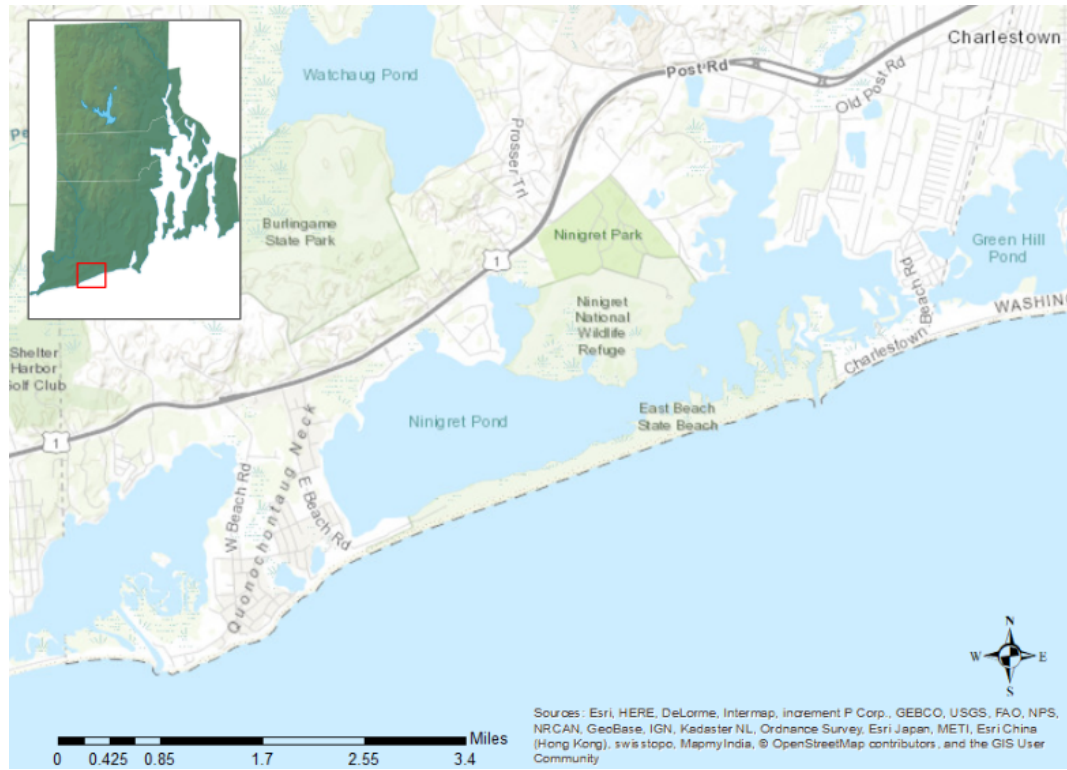 Charlestown
Post Rd
Old Post Rd
Watchaug Pond
Prosser Trl
Burlingame
State Park
Ninigret Park
Green Hill
Pond
1
Ninigret
National
Wildlife
Refuge
Charlestown Beach Rd
WASHING
Shelter
Harbor
Golf Club
East Beach
State Beach
Ninigret Pond
1
W Beach Rd
Quonochontaug Neck
E Beach Rd
N
W E
S
Miles
0 0.425 0.85 1.7 2.55 3.4
Sources: Esri, HERE, DeLorme, Intermap, increment P Corp., GEBCO, USGS, FAO, NPS,
NRCAN, GeoBase, IGN, Kadaster NL, Ordnance Survey, Esri Japan, METI, Esri China
(Hong Kong), swisstopo, MapmyIndia, © OpenStreetMap contributors, and the GIS User
Community